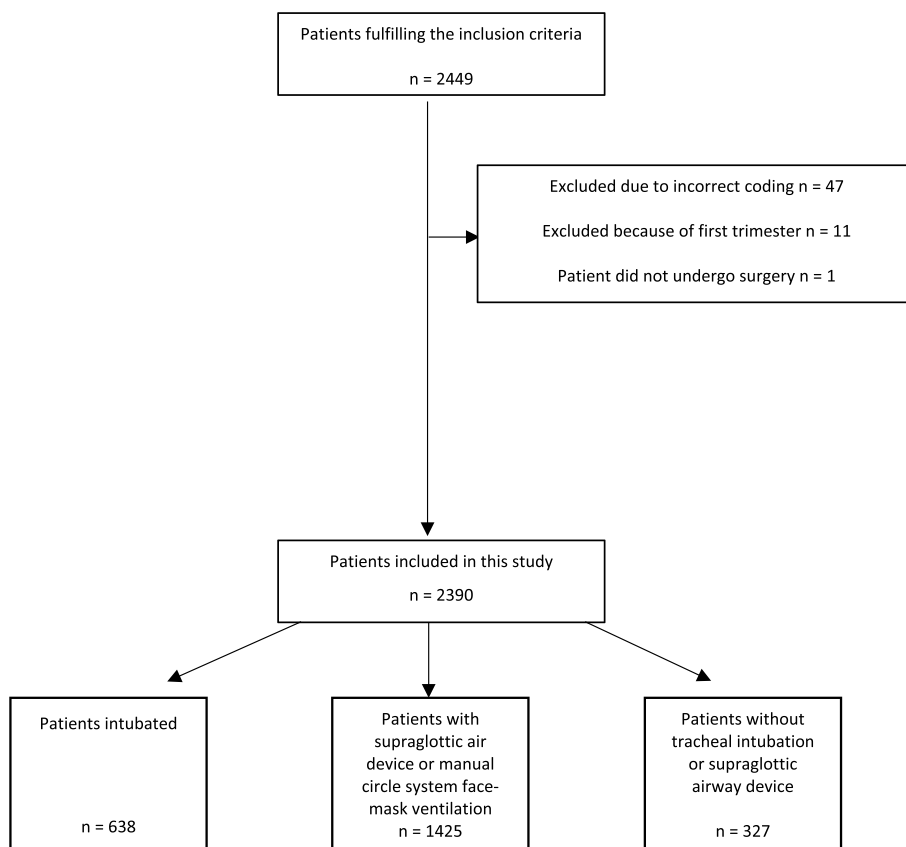 Patients fulfilling the inclusion criteria
n = 2449
Excluded due to incorrect coding n = 47
Excluded because of first trimester n = 11
Patient did not undergo surgery n = 1
Patients included in this study
n = 2390
Patients intubated
n = 638
Patients with
supraglottic air
device or manual
circle system face-
mask ventilation
n = 1425
Patients without
tracheal intubation
or supraglottic
airway device
n = 327